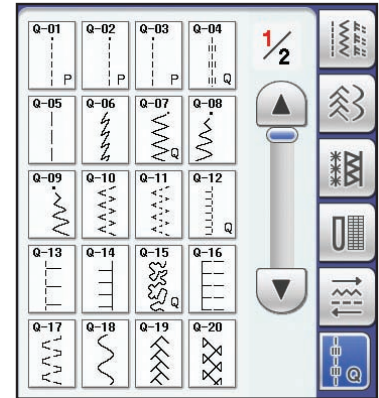 Q-01 Q-02 Q-03 Q-04 1/2
P P P Q
Q-05 Q-06 Q-07 Q-08
Q
Q-09 Q-10 Q-11 Q-12
Q
Q-13 Q-14 Q-15 Q-16
Q
Q-17 Q-18 Q-19 Q-20
Q